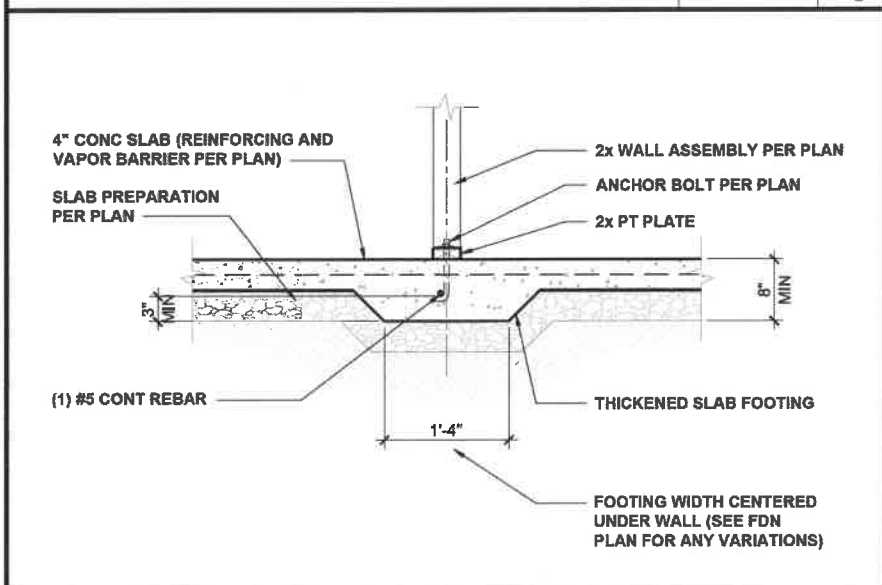 4" CONC SLAB (REINFORCING AND
VAPOR BARRIER PER PLAN)
SLAB PREPARATION
PER PLAN
2x WALL ASSEMBLY PER PLAN
ANCHOR BOLT PER PLAN
2x PT PLATE
3"
MIN
8"
MIN
(1) #5 CONT REBAR
THICKENED SLAB FOOTING
1'-4"
FOOTING WIDTH CENTERED
UNDER WALL (SEE FDN
PLAN FOR ANY VARIATIONS)